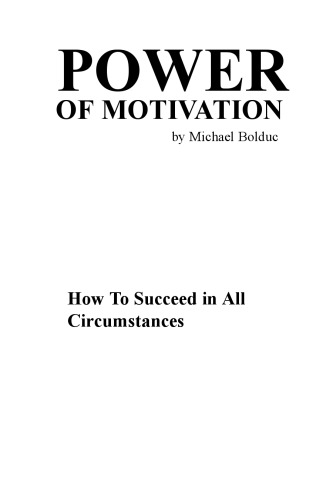 POWER
OF MOTIVATION
by Michael Bolduc
How To Succeed in All
Circumstances